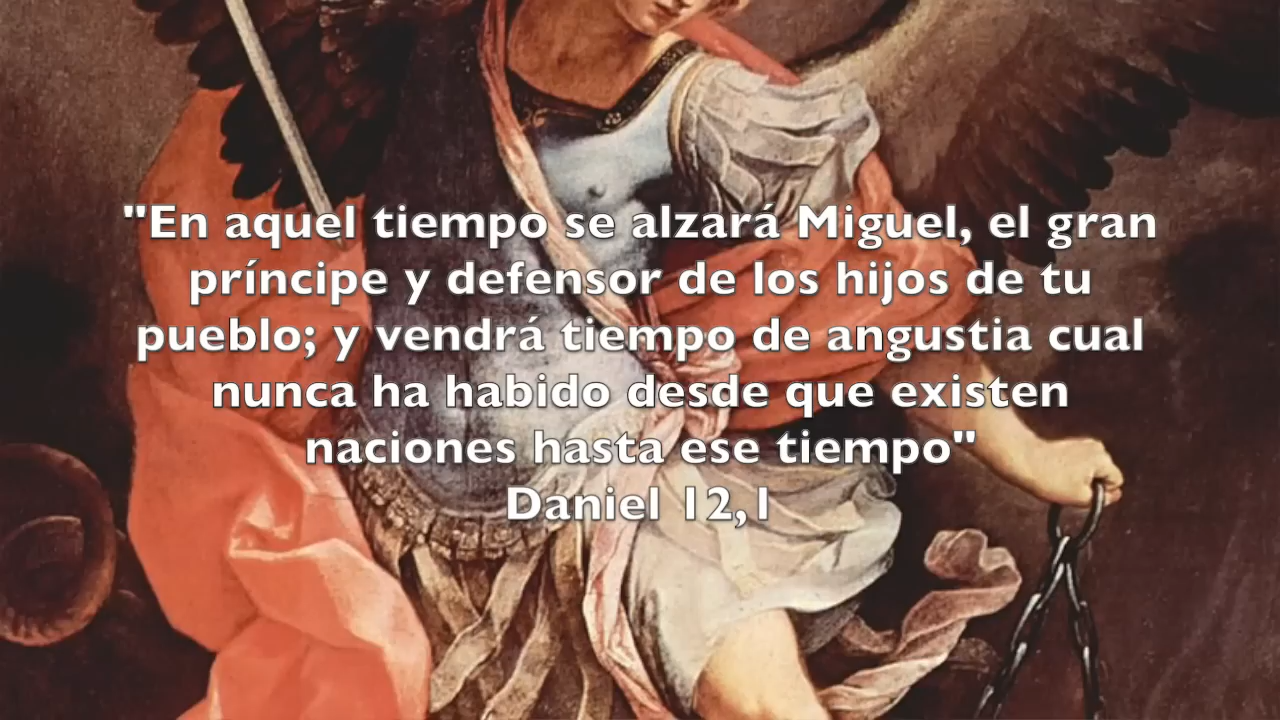 "En aquel tiempo se alzará Miguel, el gran
príncipe y defensor de los hijos de tu
pueblo; y vendrá tiempo de angustia cual
nunca ha habido desde que existen
naciones hasta ese tiempo"
Daniel 12,1